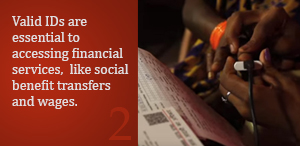 Valid IDs are
essential to
accessing financial
services,  like social
benefit transfers
and wages.
2